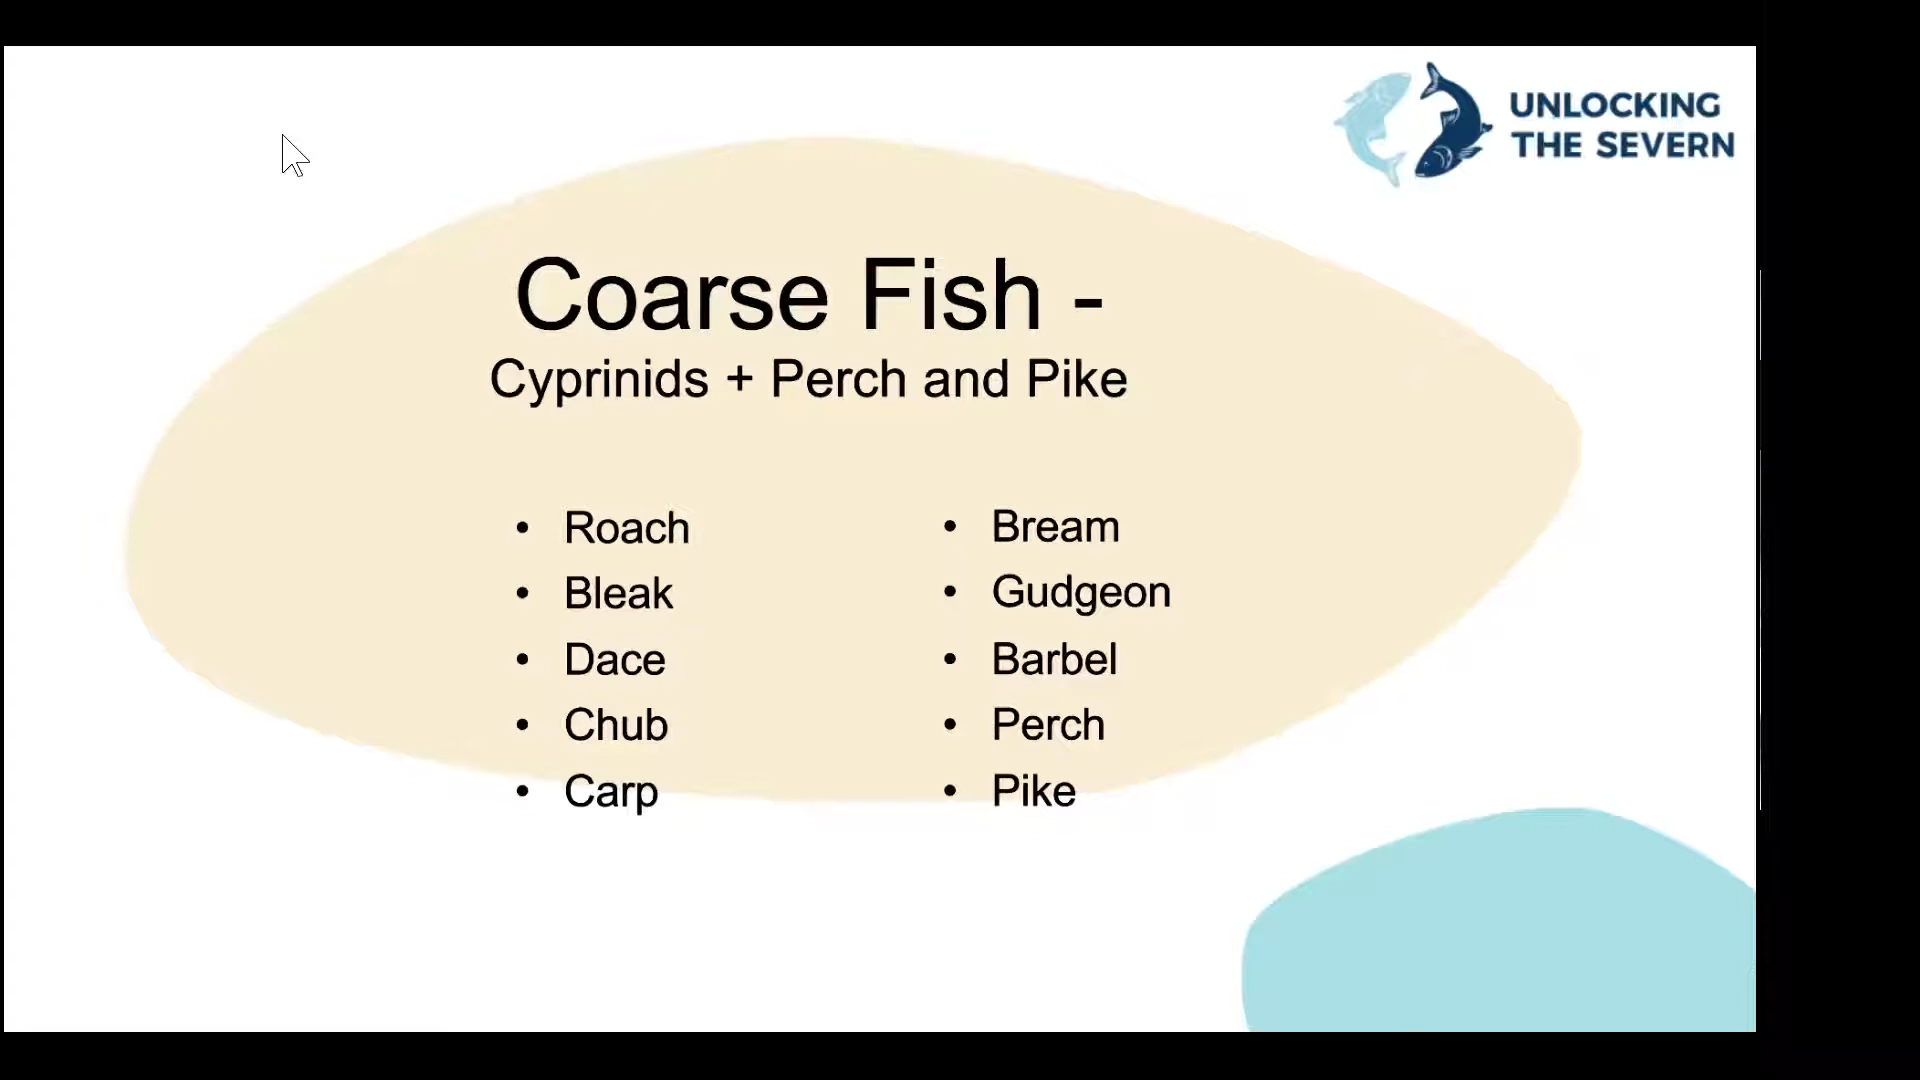 UNLOCKING
THE SEVERN
Coarse Fish -
Cyprinids + Perch and Pike
• Roach
• Bleak
• Dace
• Chub
• Carp
• Bream
• Gudgeon
• Barbel
• Perch
• Pike